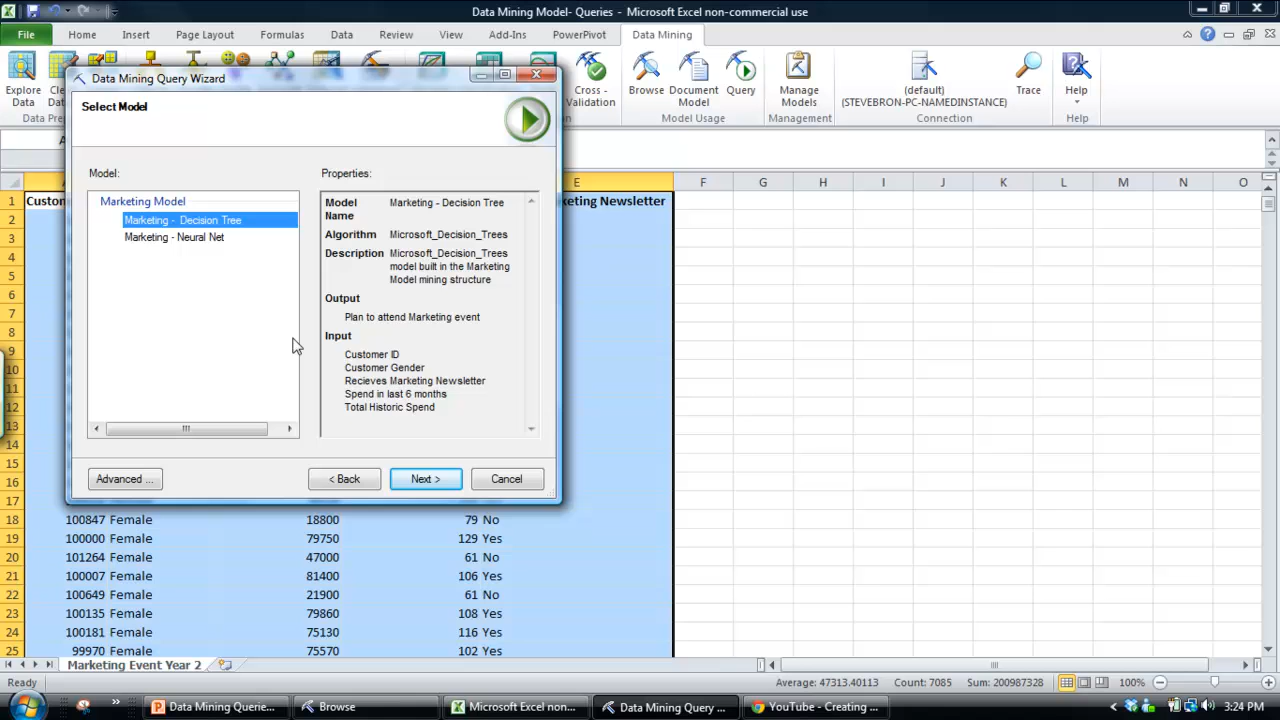 Data Mining Model- Queries - Microsoft Excel non-commercial use
File Home Insert Page Layout Formulas Data Review View Add-Ins PowerPivot Data Mining
Explore Data
Cross - Validation
Browse
Document Model
Query
Manage Models
(default) (STEVEBRON-PC-NAMEDINSTANCE)
Trace
Help
Model Usage Management Connection Help
Data Mining Query Wizard
Select Model
Model:
Marketing Model
Marketing - Decision Tree
Marketing - Neural Net
Properties:
Model Name Marketing - Decision Tree
Algorithm Microsoft_Decision_Trees
Description Microsoft_Decision_Trees
model built in the Marketing
Model mining structure
Output
Plan to attend Marketing event
Input
Customer ID
Customer Gender
Recieves Marketing Newsletter
Spend in last 6 months
Total Historic Spend
Advanced ... < Back Next > Cancel
E F G H I J K L M N O
1
2
3
4
5
6
7
8
9
10
11
12
13
14
15
16
17
18 100847 Female 18800 79 No
19 100000 Female 79750 129 Yes
20 101264 Female 47000 61 No
21 100007 Female 81400 106 Yes
22 100649 Female 21900 61 No
23 100135 Female 79860 108 Yes
24 100181 Female 75130 116 Yes
25 99970 Female 75570 102 Yes
Marketing Event Year 2
Ready Average: 47313.40113 Count: 7085 Sum: 200987328 100%
Data Mining Querie... Browse Microsoft Excel non... Data Mining Query ... YouTube - Creating ... 3:24 PM